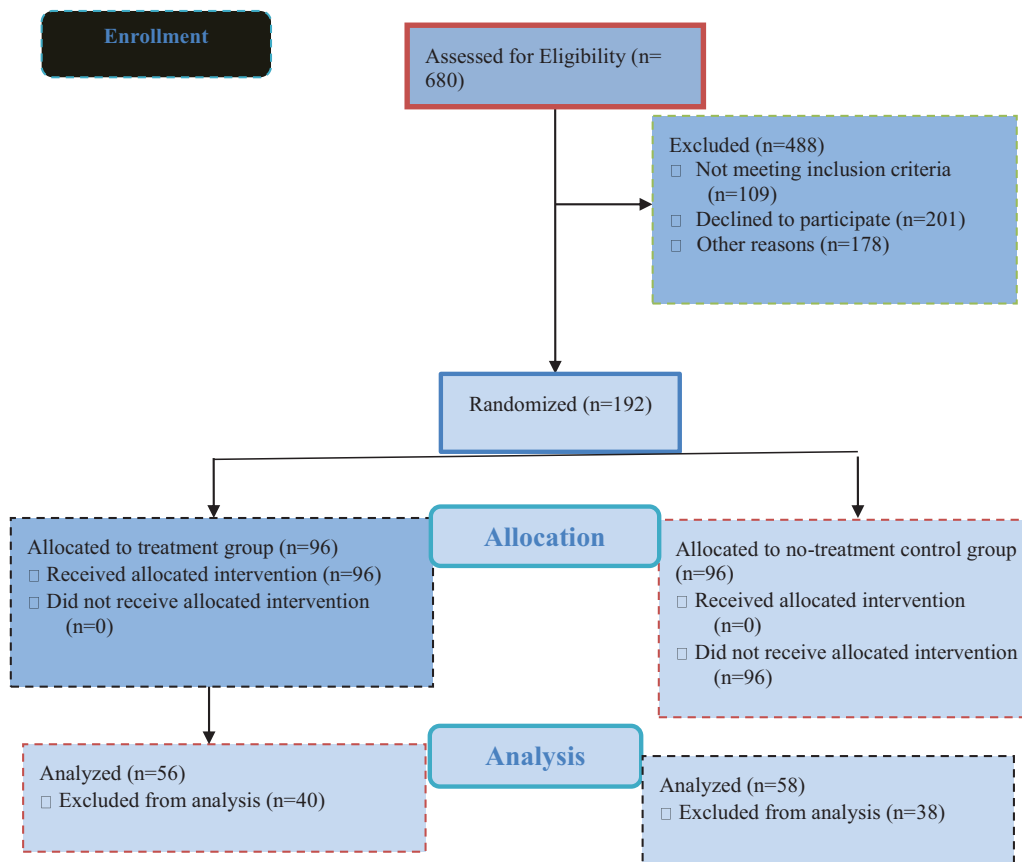 Enrollment
Assessed for Eligibility (n=
680)
Excluded (n=488)
□ Not meeting inclusion criteria
(n=109)
□ Declined to participate (n=201)
□ Other reasons (n=178)
Randomized (n=192)
Allocation
Allocated to treatment group (n=96)
□ Received allocated intervention (n=96)
□ Did not receive allocated intervention
(n=0)
Allocated to no-treatment control group
(n=96)
□ Received allocated intervention
(n=0)
□ Did not receive allocated intervention
(n=96)
Analysis
Analyzed (n=56)
□ Excluded from analysis (n=40)
Analyzed (n=58)
□ Excluded from analysis (n=38)